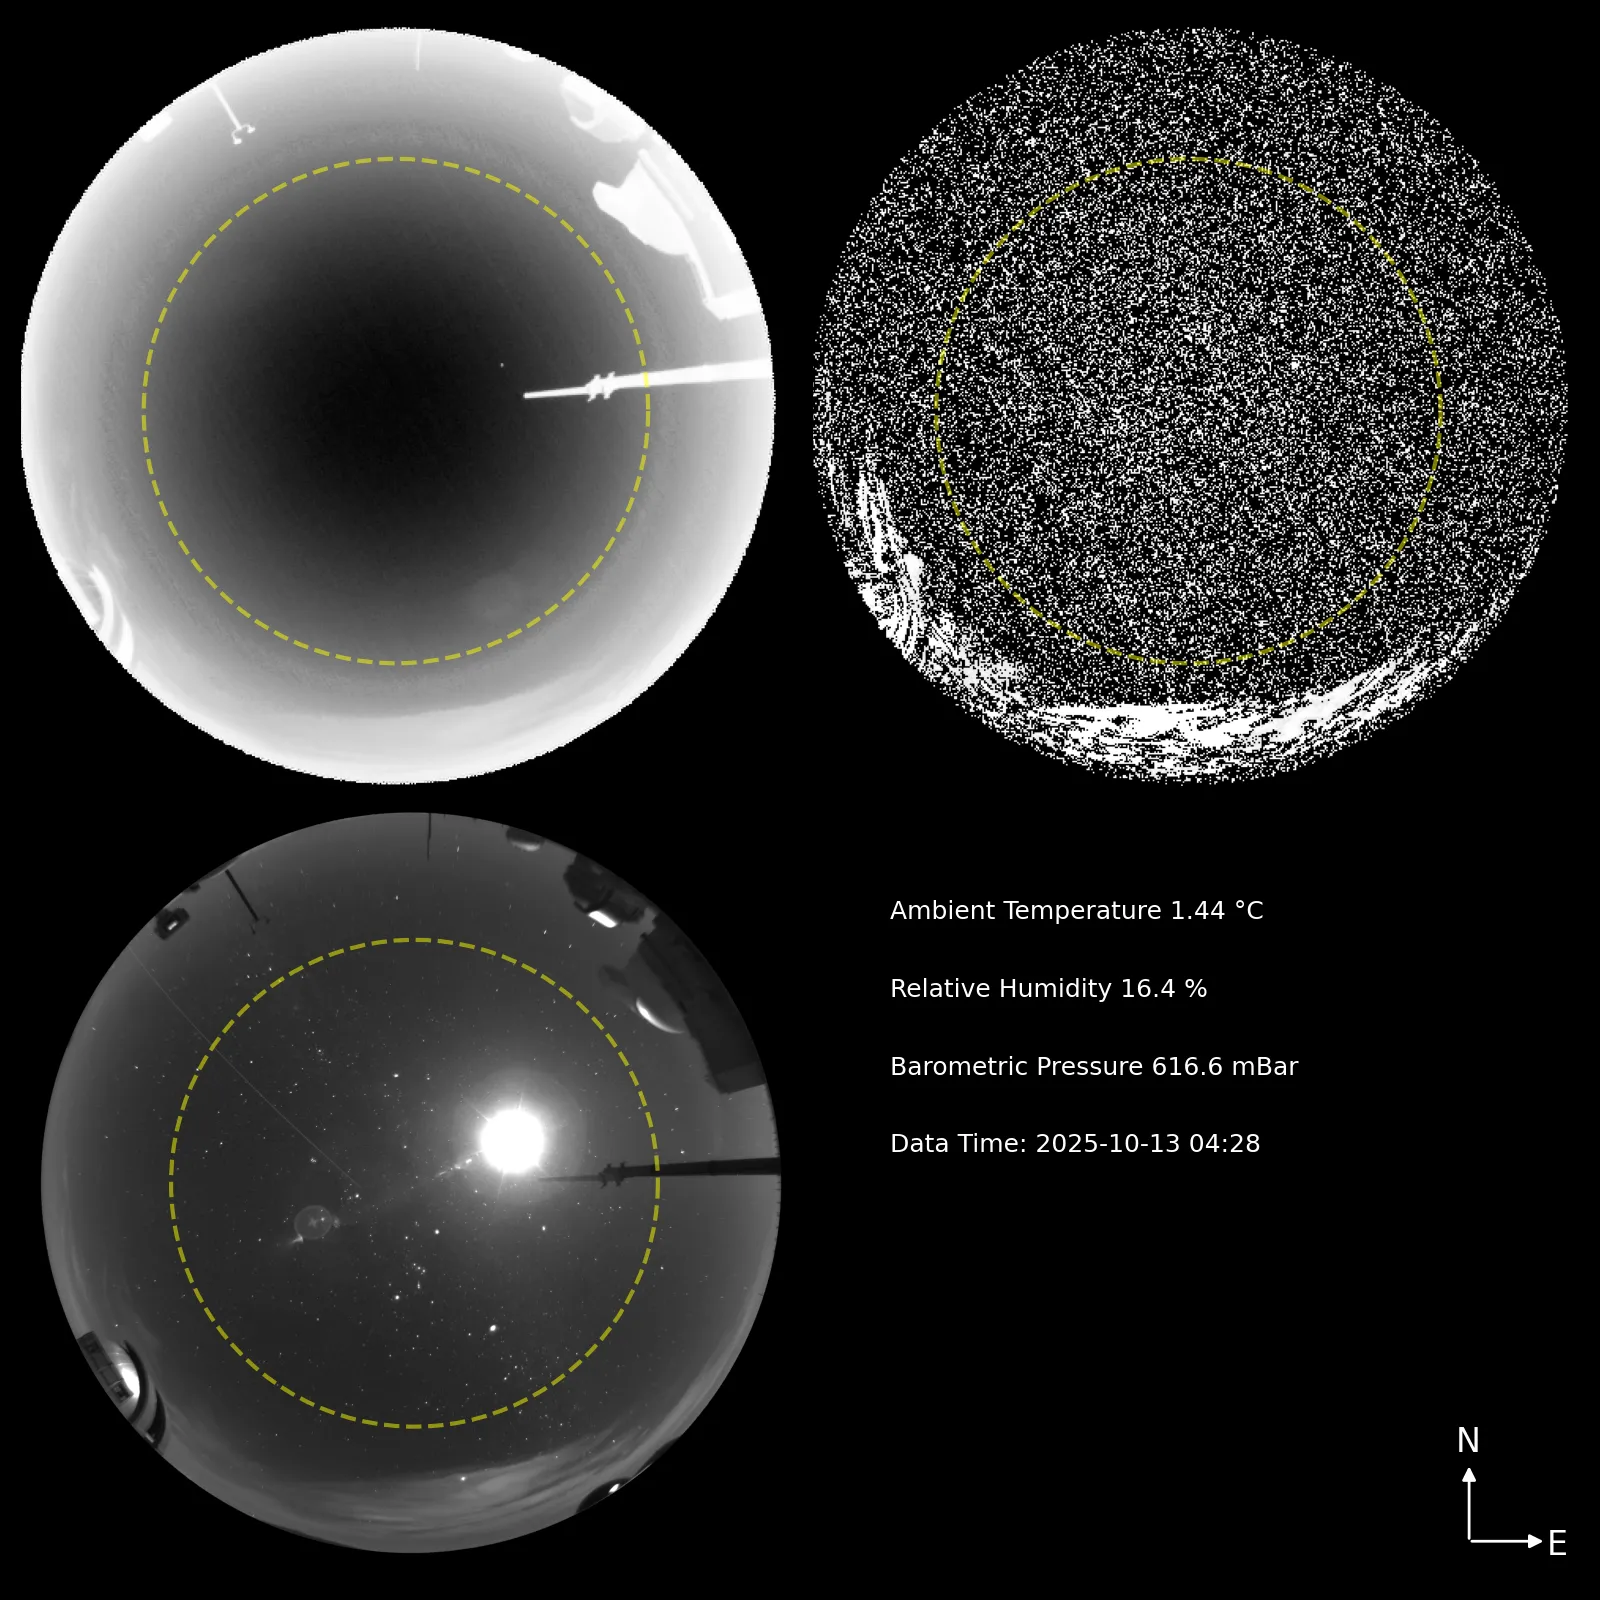 Ambient Temperature 1.44 °C
Relative Humidity 16.4 %
Barometric Pressure 616.6 mBar
Data Time: 2025-10-13 04:28
N
E